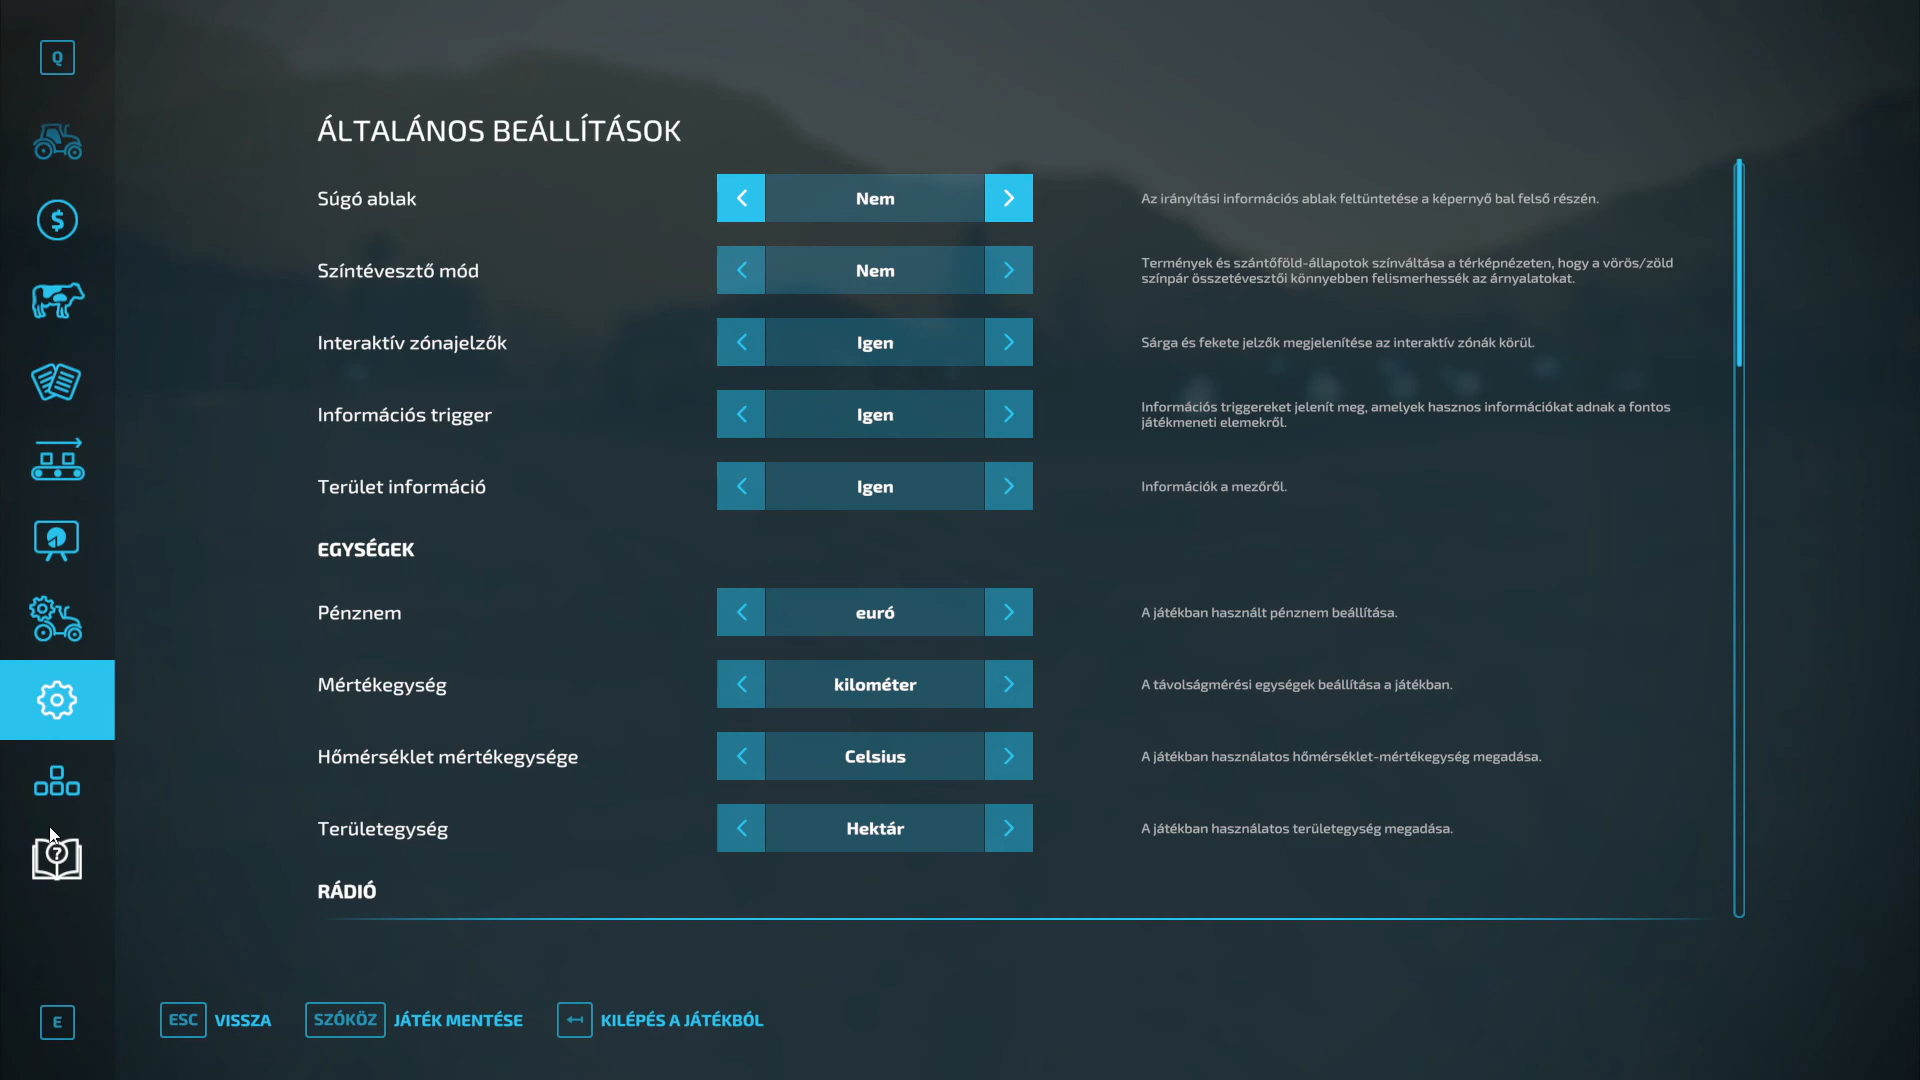 Q
ÁLTALÁNOS BEÁLLÍTÁSOK
Súgó ablak
Nem
Az irányítási információs ablak feltüntetése a képernyő bal felső részén.
Színtévesztő mód
Nem
Termények és szántőföld-állapotok színváltása a térképnézeten, hogy a vörös/zöld
színpár összetévesztői könnyebben felismerhessék az árnyalatokat.
Interaktív zónajelzők
Igen
Sárga és fekete jelzők megjelenítése az interaktív zónák körül.
Információs trigger
Igen
Információs triggereket jelenít meg, amelyek hasznos információkat adnak a fontos
játékmeneti elemekről.
Terület információ
Igen
Információk a mezőről.
EGYSÉGEK
Pénznem
euró
A játékban használt pénznem beállítása.
Mértékegység
kilométer
A távolságmérési egységek beállítása a játékban.
Hőmérséklet mértékegysége
Celsius
A játékban használatos hőmérséklet-mértékegység megadása.
Területegység
Hektár
A játékban használatos területegység megadása.
RÁDIÓ
E
ESC VISSZA
SZÓKÖZ JÁTÉK MENTÉSE
KILÉPÉS A JÁTÉKBÓL